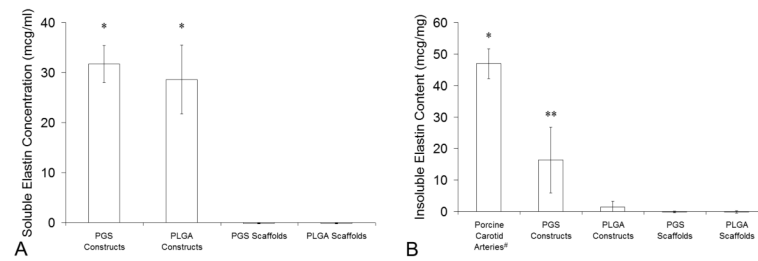 Soluble Elastin Concentration (mcg/ml)
40
30
20
10
0
*
*
PGS
Constructs
PLGA
Constructs
PGS Scaffolds
PLGA Scaffolds
A
Insoluble Elastin Content (mcg/mg)
60
50
40
30
20
10
0
*
**
Porcine
Carotid
Arteries#
PGS
Constructs
PLGA
Constructs
PGS
Scaffolds
PLGA
Scaffolds
B